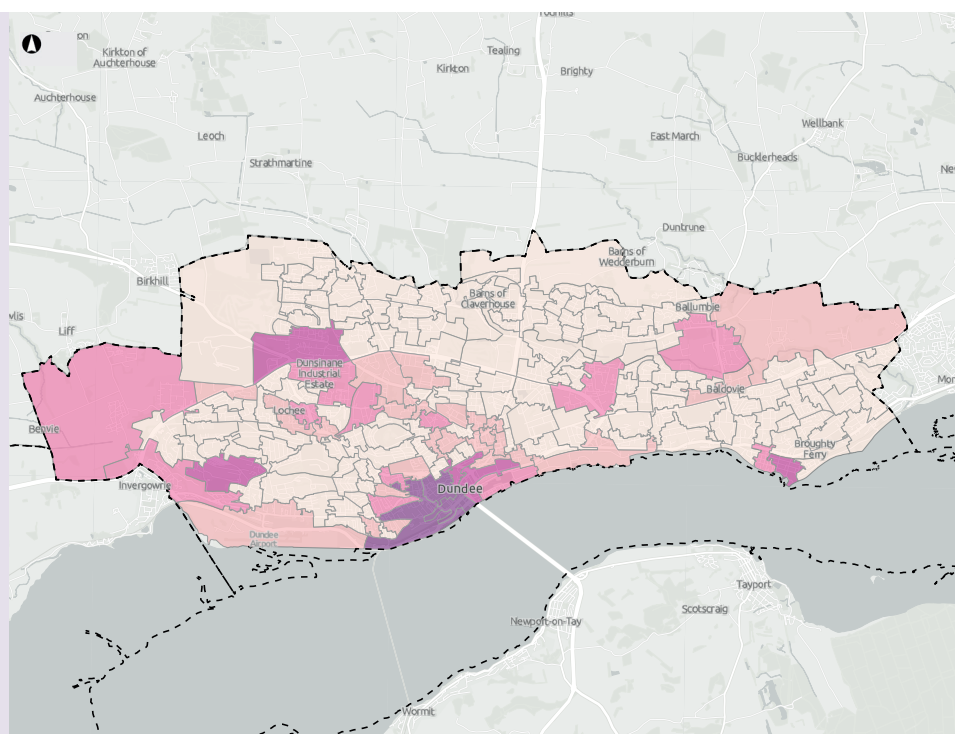 Kirkton of
Auchterhouse
Tealing
Kirkton
Brighty
Auchterhouse
Leoch
East March
Wellbank
Bucklerheads
Strathmartine
Duntrune
Barns of
Wedderburn
Birkhill
Barns of
Claverhouse
Ballumbie
Liff
Dunsinane
Industrial
Estate
Baldovie
Lochee
Benvie
Broughty
Ferry
Invergowrie
Dundee
Dundee
Airport
Tayport
Scotscraig
Newport-on-Tay
Wormit